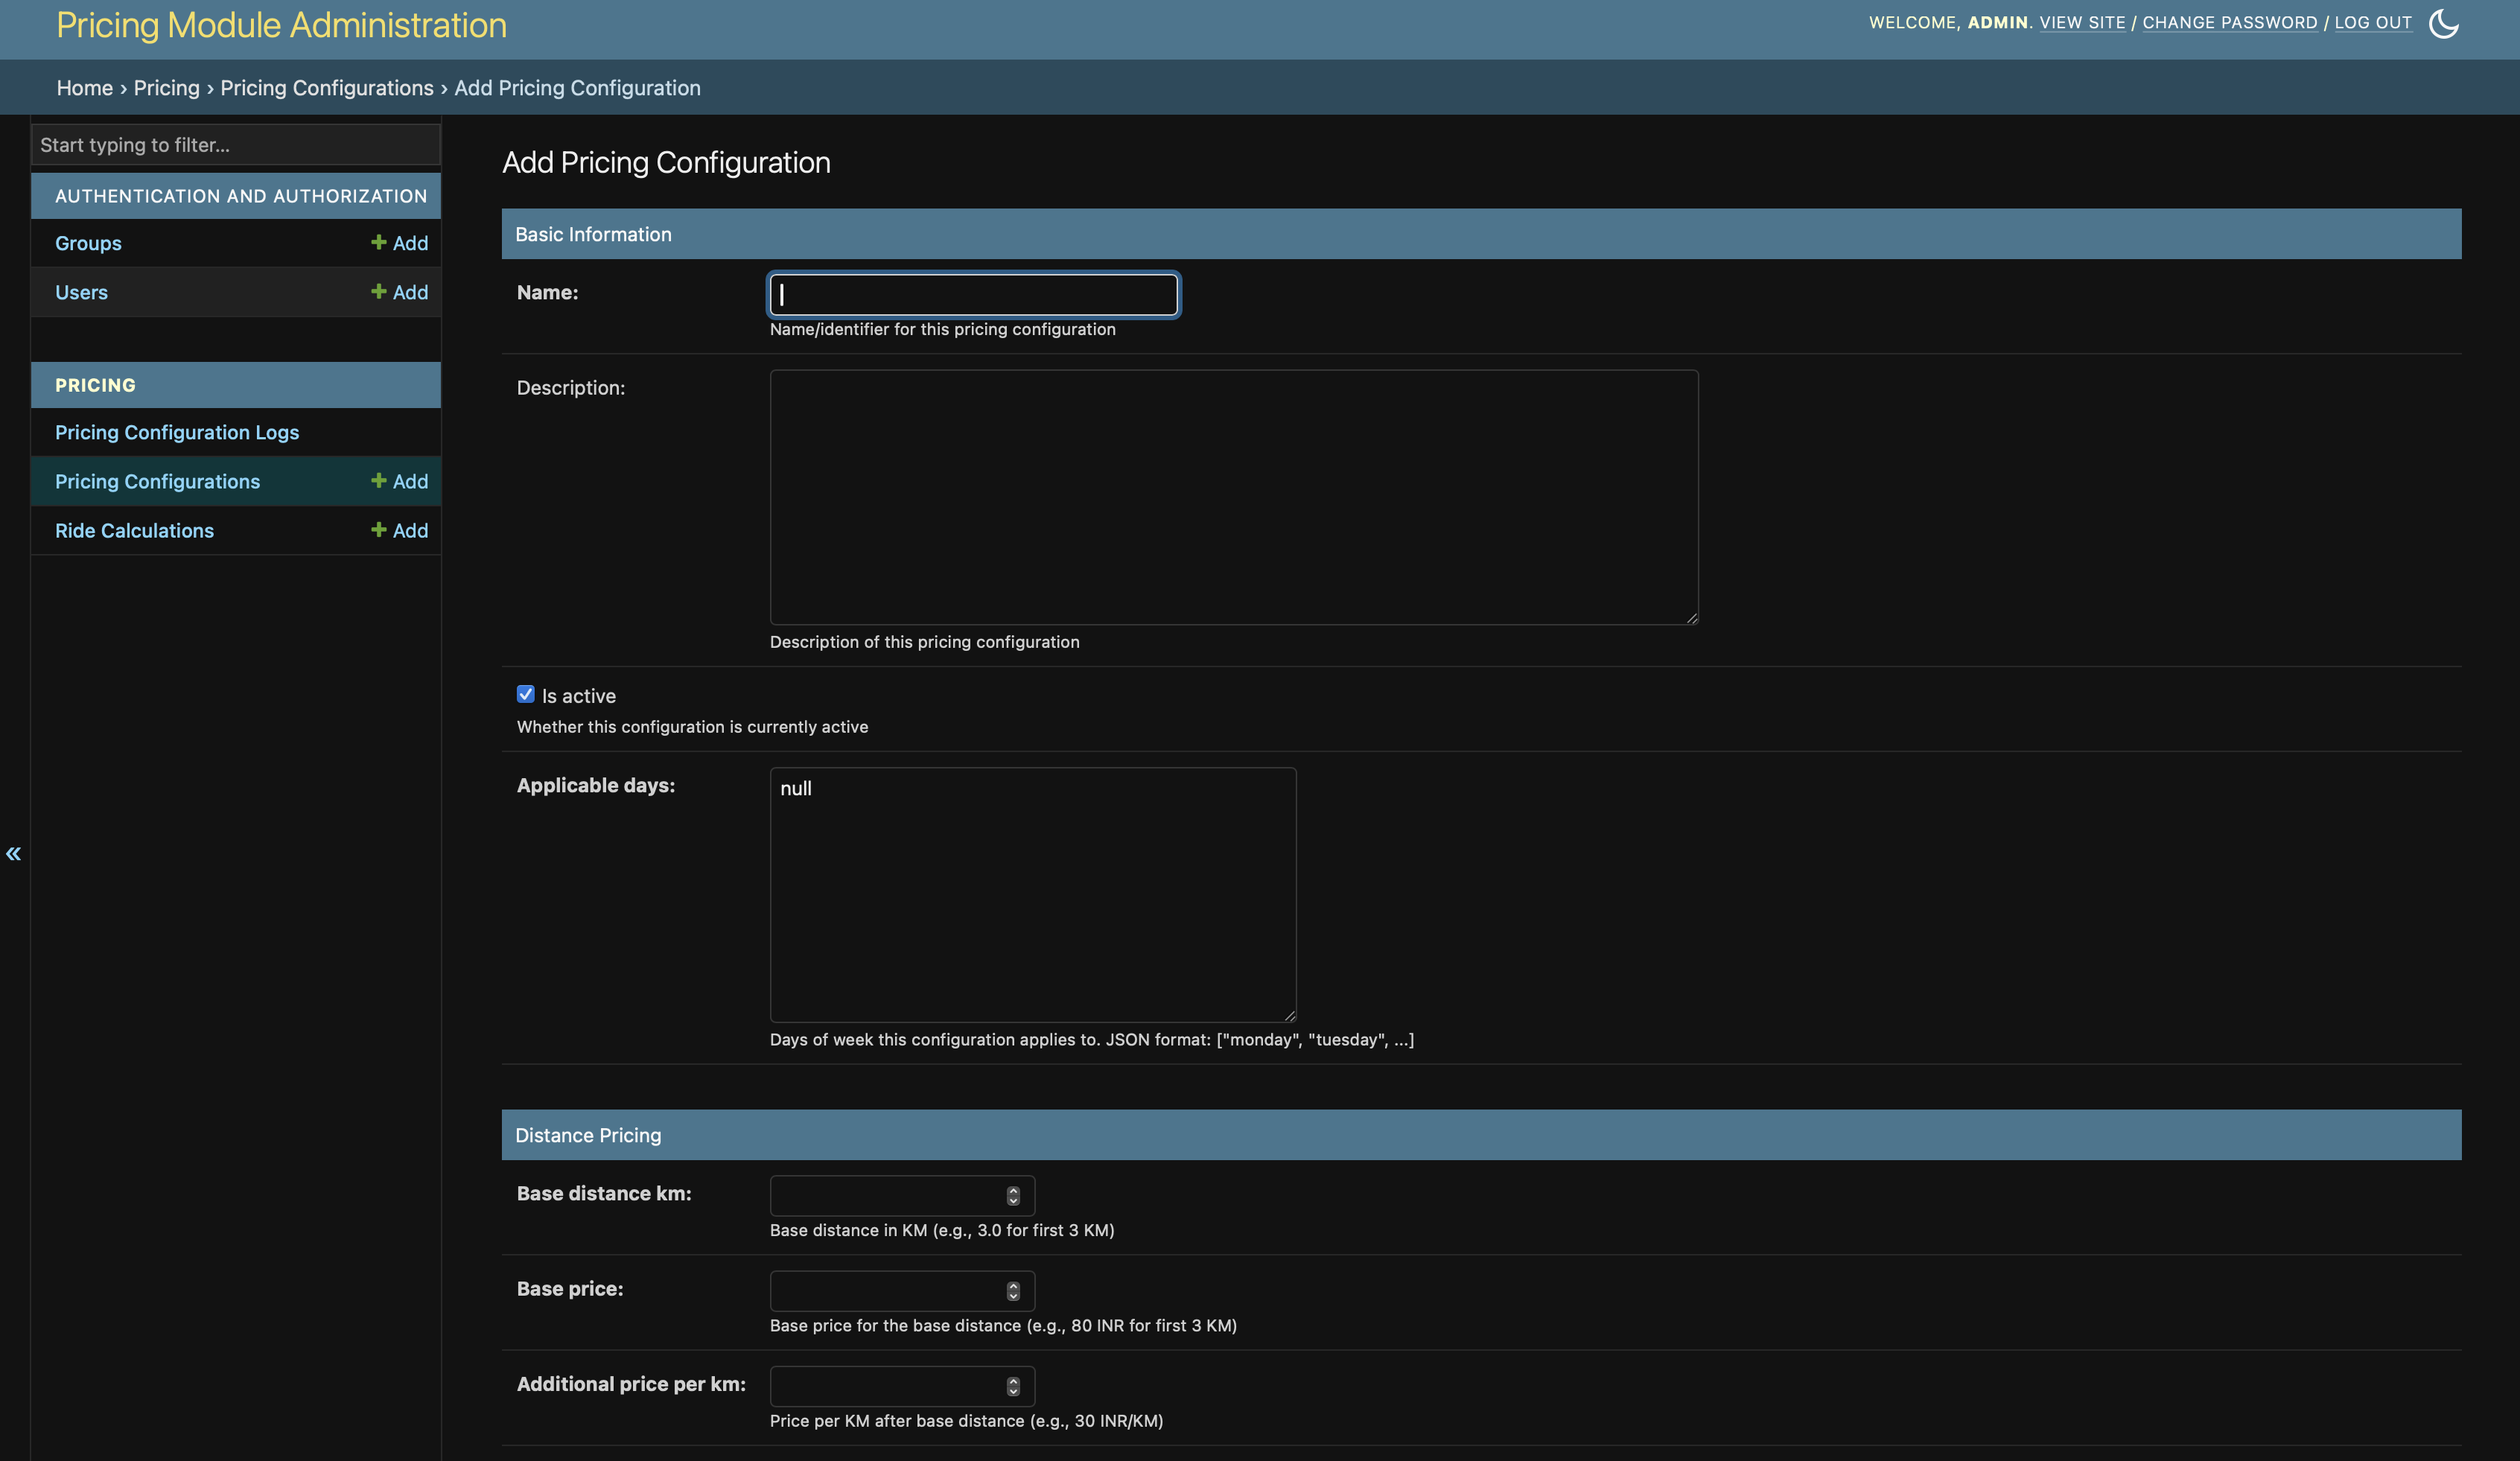 Pricing Module Administration
WELCOME, ADMIN. VIEW SITE / CHANGE PASSWORD / LOG OUT
Home › Pricing › Pricing Configurations › Add Pricing Configuration
Start typing to filter...
AUTHENTICATION AND AUTHORIZATION
Groups + Add
Users + Add
PRICING
Pricing Configuration Logs
Pricing Configurations + Add
Ride Calculations + Add
«
Add Pricing Configuration
Basic Information
Name:
Name/identifier for this pricing configuration
Description:
Description of this pricing configuration
Is active
Whether this configuration is currently active
Applicable days:
null
Days of week this configuration applies to. JSON format: ["monday", "tuesday", ...]
Distance Pricing
Base distance km:
Base distance in KM (e.g., 3.0 for first 3 KM)
Base price:
Base price for the base distance (e.g., 80 INR for first 3 KM)
Additional price per km:
Price per KM after base distance (e.g., 30 INR/KM)